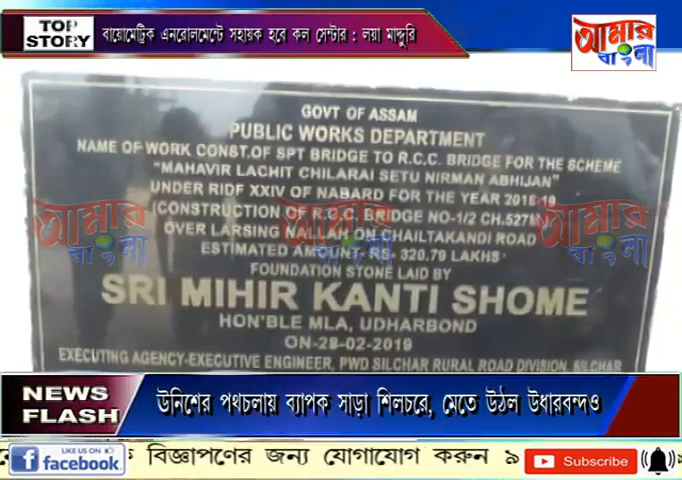 TOP STORY
বায়োমেট্রিক এনরোলমেন্টে সহায়ক হবে কল সেন্টার : লয়া মাদ্দুরি
আমার বাংলা
GOVT OF ASSAM
PUBLIC WORKS DEPARTMENT
NAME OF WORK CONST.OF SPT BRIDGE TO R.C.C. BRIDGE FOR THE SCHEME
"MAHAVIR LACHIT CHILARAI SETU NIRMAN ABHIJAN"
UNDER RIDF XXIV OF NABARD FOR THE YEAR 2018-19
(CONSTRUCTION OF R.C.C. BRIDGE NO-1/2 CH.527M)
OVER LARSING NALLAH ON CHAILTAKANDI ROAD
ESTIMATED AMOUNT- RS- 320.79 LAKHS
FOUNDATION STONE LAID BY
SRI MIHIR KANTI SHOME
HON'BLE MLA, UDHARBOND
ON-28-02-2019
EXECUTING AGENCY-EXECUTIVE ENGINEER, PWD SILCHAR RURAL ROAD DIVISION, SILCHAR
আমার বাংলা
আমার বাংলা
NEWS FLASH
উনিশের পথচলায় ব্যাপক সাড়া শিলচরে, মেতে উঠল উধারবন্দও
LIKE US ON
facebook
বিজ্ঞাপণের জন্য যোগাযোগ করুন ৯
Subscribe